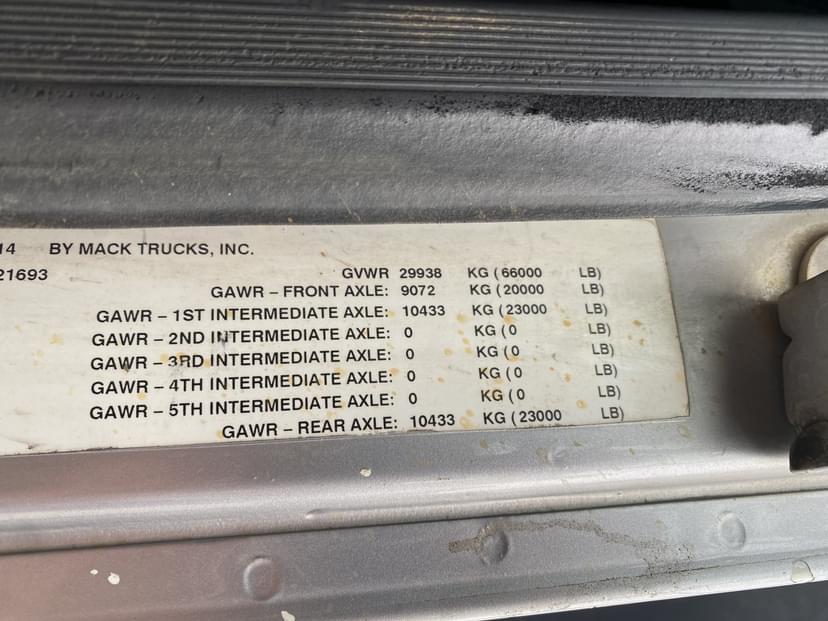 14 BY MACK TRUCKS, INC.
21693
GVWR 29938 KG ( 66000 LB)
GAWR – FRONT AXLE: 9072 KG ( 20000 LB)
GAWR – 1ST INTERMEDIATE AXLE: 10433 KG ( 23000 LB)
GAWR – 2ND INTERMEDIATE AXLE: 0 KG ( 0 LB)
GAWR – 3RD INTERMEDIATE AXLE: 0 KG ( 0 LB)
GAWR – 4TH INTERMEDIATE AXLE: 0 KG ( 0 LB)
GAWR – 5TH INTERMEDIATE AXLE: 0 KG ( 0 LB)
GAWR – REAR AXLE: 10433 KG ( 23000 LB)